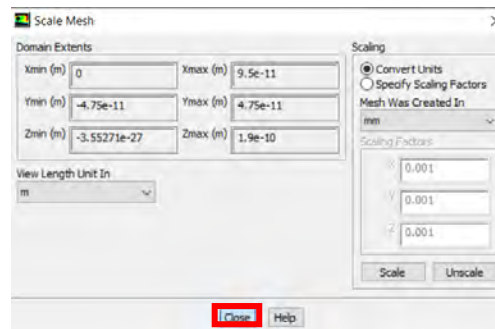 Scale Mesh
Domain Extents
Xmin (m) 0 Xmax (m) 9.5e-11
Ymin (m) -4.75e-11 Ymax (m) 4.75e-11
Zmin (m) -3.55271e-27 Zmax (m) 1.9e-10
View Length Unit In
m
Scaling
Convert Units
Specify Scaling Factors
Mesh Was Created In
mm
Scaling Factors
X 0.001
Y 0.001
Z 0.001
Scale Unscale
Close Help